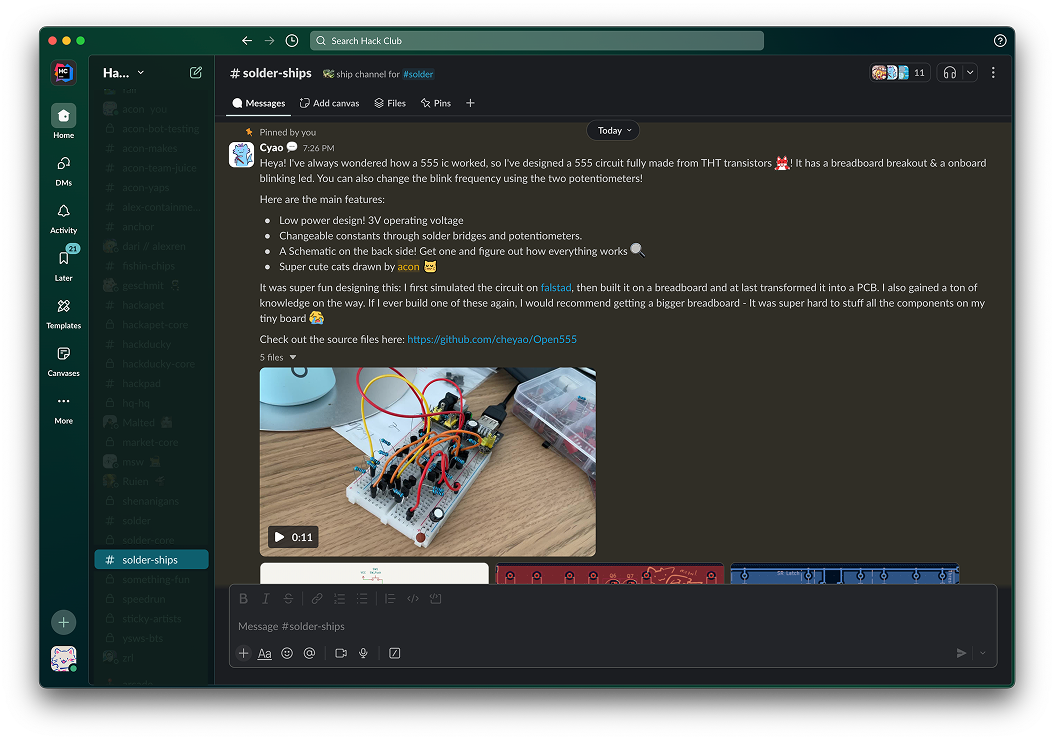 Search Hack Club
HC
Ha...
# solder-ships
ship channel for #solder
11
Messages
Add canvas
Files
Pins
Home
DMs
Activity
21
Later
Templates
Canvases
More
acon you
acon-bot-testing
acon-makes
acon-team-juice
acon-vaps
alex-containme...
anchor
dari // alexren
fishin-chips
geschmit
hackapet
hackapet-core
hackducky
hackducky-core
hackpad
hq-hq
Malted
market-core
msw
Ruien
shenanigans
solder
solder-core
# solder-ships
something-fun
speedrun
sticky-artists
ysws-bts
zrl
Today
Pinned by you
Cyao 7:26 PM
Heya! I've always wondered how a 555 ic worked, so I've designed a 555 circuit fully made from THT transistors ! It has a breadboard breakout & a onboard
blinking led. You can also change the blink frequency using the two potentiometers!
Here are the main features:
• Low power design! 3V operating voltage
• Changeable constants through solder bridges and potentiometers.
• A Schematic on the back side! Get one and figure out how everything works
• Super cute cats drawn by acon
It was super fun designing this: I first simulated the circuit on falstad, then built it on a breadboard and at last transformed it into a PCB. I also gained a ton of
knowledge on the way. If I ever build one of these again, I would recommend getting a bigger breadboard - It was super hard to stuff all the components on my
tiny board
Check out the source files here: https://github.com/cheyao/Open555
5 files
0:11
Q6 Q7
meow!
SR Latch
B I S
Message #solder-ships
Aa